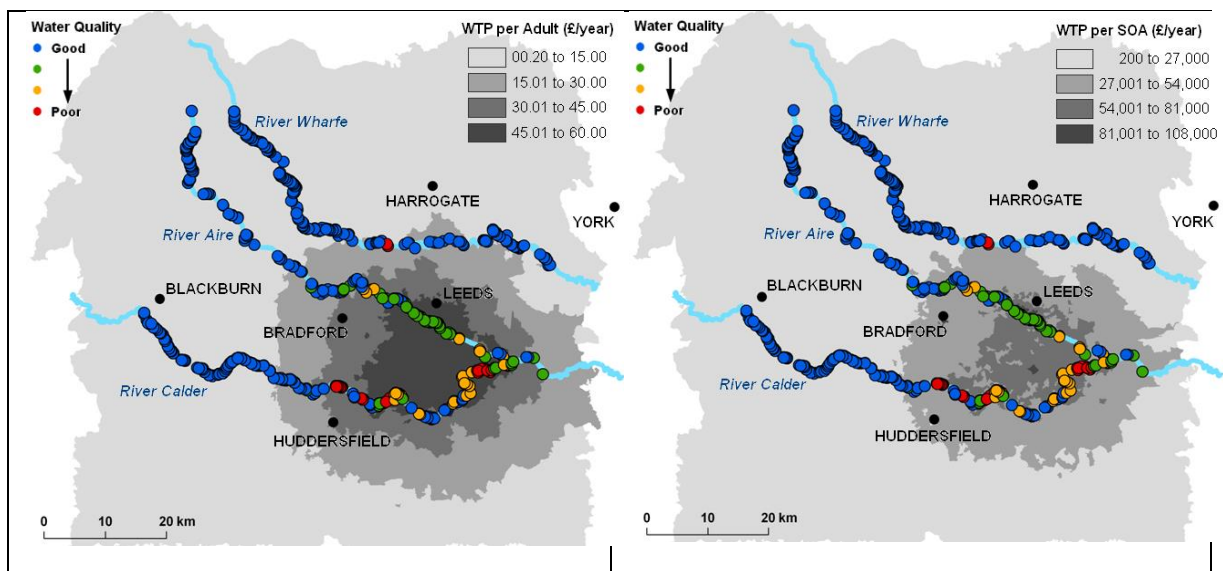 Water Quality
Good
Poor
WTP per Adult (£/year)
00.20 to 15.00
15.01 to 30.00
30.01 to 45.00
45.01 to 60.00
River Wharfe
HARROGATE
YORK
River Aire
BLACKBURN
LEEDS
BRADFORD
River Calder
HUDDERSFIELD
0 10 20 km
Water Quality
Good
Poor
WTP per SOA (£/year)
200 to 27,000
27,001 to 54,000
54,001 to 81,000
81,001 to 108,000
River Wharfe
HARROGATE
YORK
River Aire
BLACKBURN
LEEDS
BRADFORD
River Calder
HUDDERSFIELD
0 10 20 km